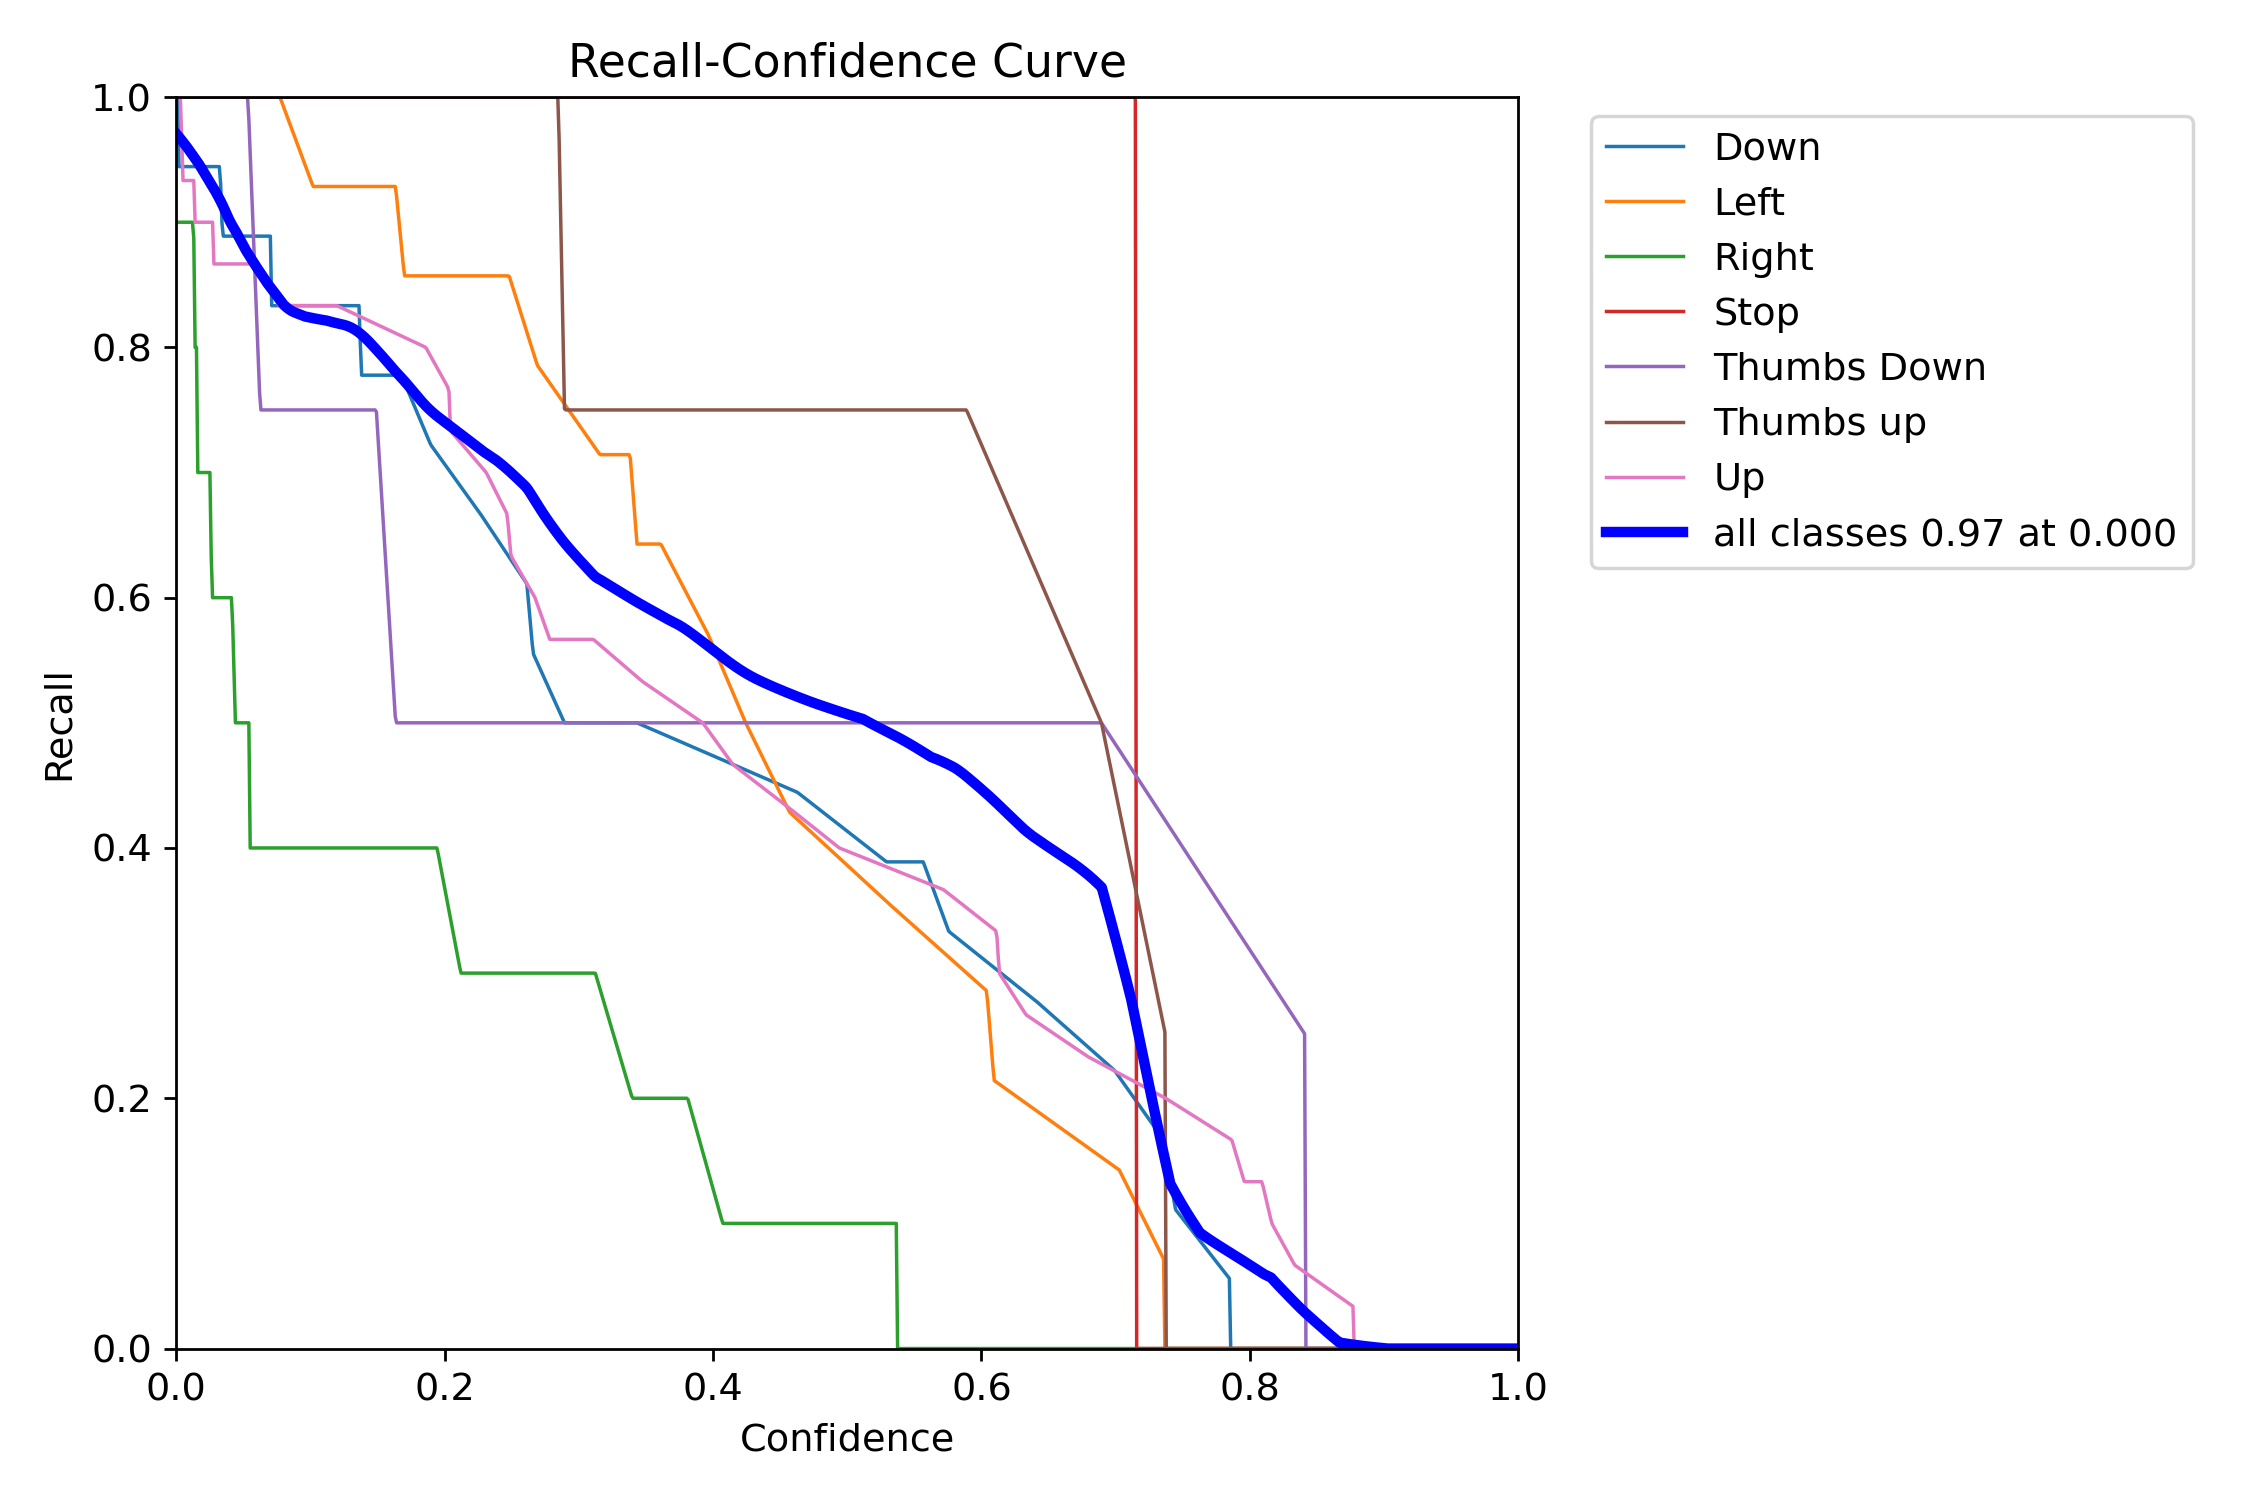 Recall-Confidence Curve
1.0
0.8
0.6
0.4
0.2
0.0
Recall
0.0 0.2 0.4 0.6 0.8 1.0
Confidence
Down
Left
Right
Stop
Thumbs Down
Thumbs up
Up
all classes 0.97 at 0.000